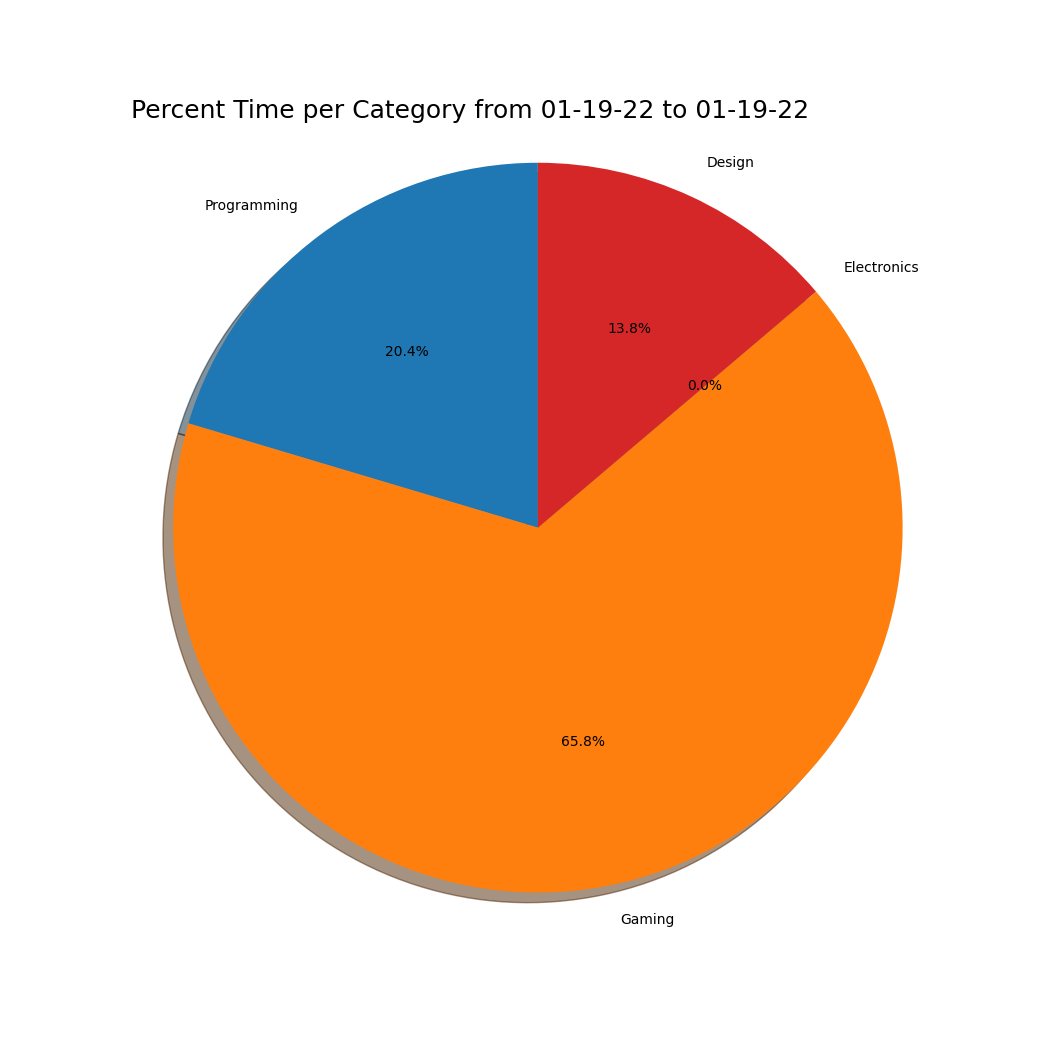 Percent Time per Category from 01-19-22 to 01-19-22
Design
Programming
Electronics
13.8%
20.4%
0.0%
65.8%
Gaming